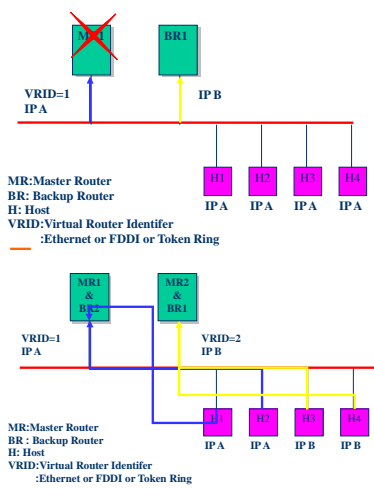 MR1 BR1
VRID=1 IP B
IP A
H1 H2 H3 H4
IP A IP A IP A IP A
MR:Master Router
BR: Backup Router
H: Host
VRID:Virtual Router Identifer
:Ethernet or FDDI or Token Ring
MR1 MR2
& &
BR2 BR1
VRID=1 VRID=2
IP A IP B
H1 H2 H3 H4
IP A IP A IP B IP B
MR:Master Router
BR : Backup Router
H: Host
VRID:Virtual Router Identifer
:Ethernet or FDDI or Token Ring